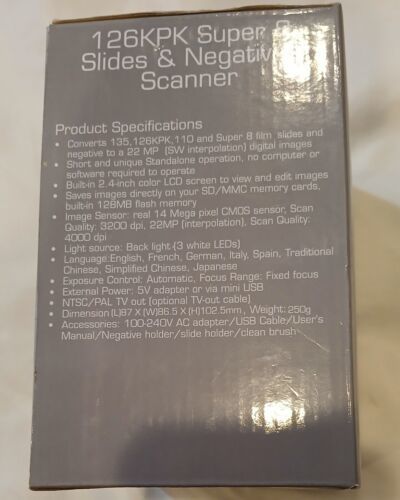 126KPK Super 8
Slides & Negative
Scanner
Product Specifications
• Converts 135,126KPK,110 and Super 8 film slides and
negative to a 22 MP (SW interpolation) digital images
• Short and unique Standalone operation, no computer or
software required to operate
• Built-in 2.4-inch color LCD screen to view and edit images
• Saves images directly on your SD/MMC memory cards,
built-in 128MB flash memory
• Image Sensor: real 14 Mega pixel CMOS sensor, Scan
Quality: 3200 dpi, 22MP (interpolation), Scan Quality:
4000 dpi
• Light source: Back light (3 white LEDs)
• Language:English, French, German, Italy, Spain, Traditional
Chinese, Simplified Chinese, Japanese
• Exposure Control: Automatic, Focus Range: Fixed focus
• External Power: 5V adapter or via mini USB
• NTSC/PAL TV out (optional TV-out cable)
• Dimension (L)87 X (W)86.5 X (H)102.5mm, Weight: 250g
• Accessories: 100-240V AC adapter/USB Cable/User's
Manual/Negative holder/slide holder/clean brush